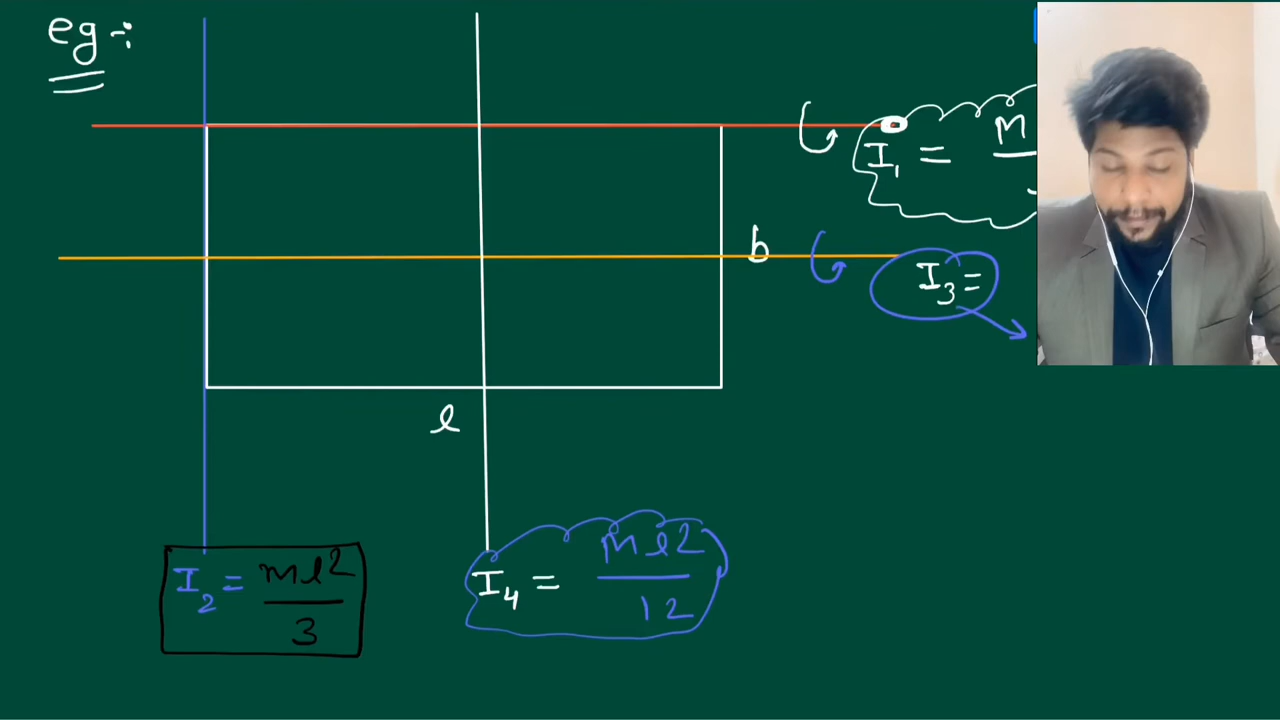 eg :-
I₁ = m
b
I₃ =
l
I₂ = ml²/3
I₄ = ml²/12